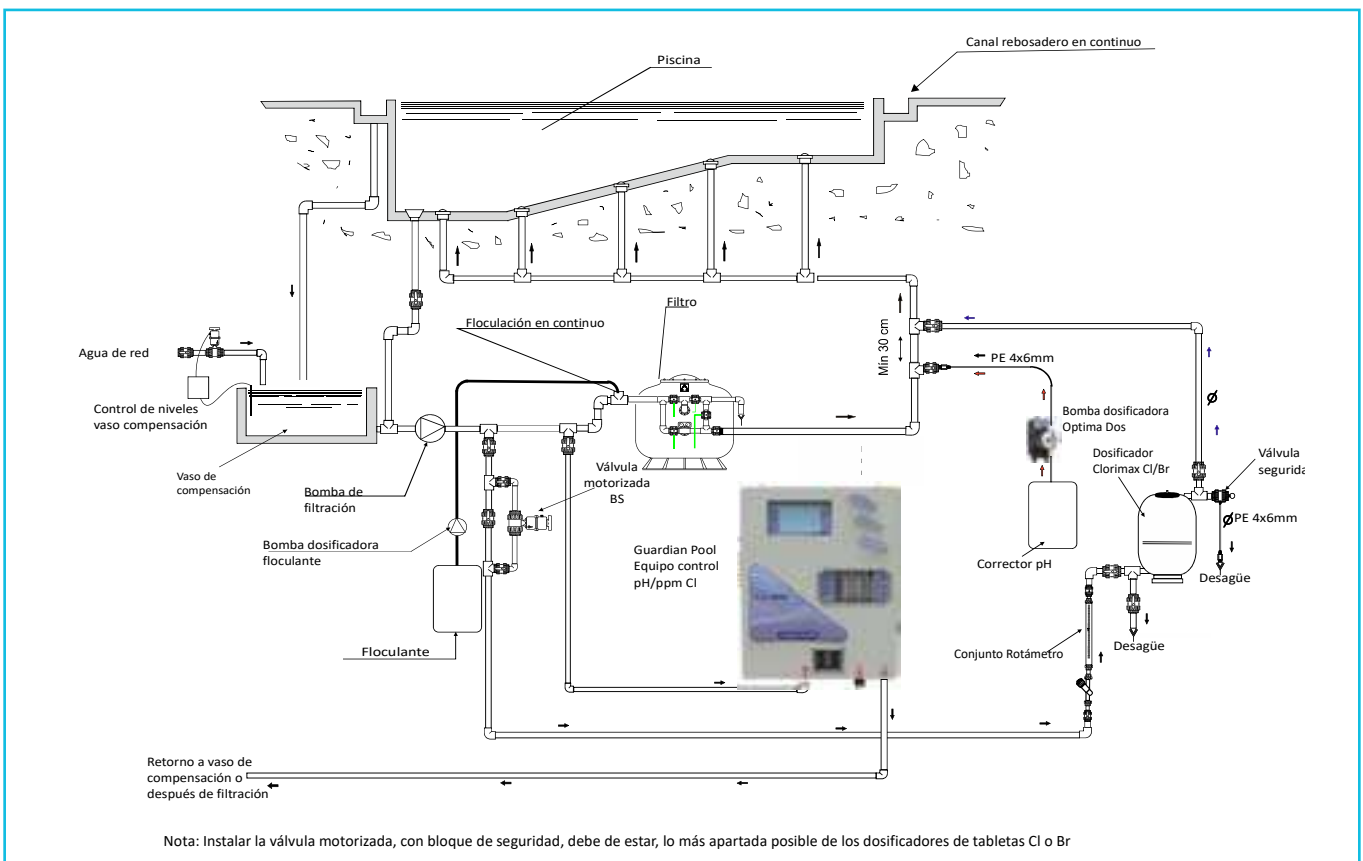 Canal rebosadero en continuo
Piscina
Filtro
Floculación en continuo
Agua de red
Mín 30 cm
PE 4x6mm
Control de niveles
vaso compensación
Bomba dosificadora
Optima Dos
Dosificador
Clorimax Cl/Br
Válvula
segurida
Vaso de
compensación
Bomba de
filtración
Válvula
motorizada
BS
PE 4x6mm
Bomba dosificadora
floculante
Guardian Pool
Equipo control
pH/ppm Cl
Corrector pH
Desagüe
Floculante
Conjunto Rotámetro
Desagüe
Retorno a vaso de
compensación o
después de filtración
Nota: Instalar la válvula motorizada, con bloque de seguridad, debe de estar, lo más apartada posible de los dosificadores de tabletas Cl o Br